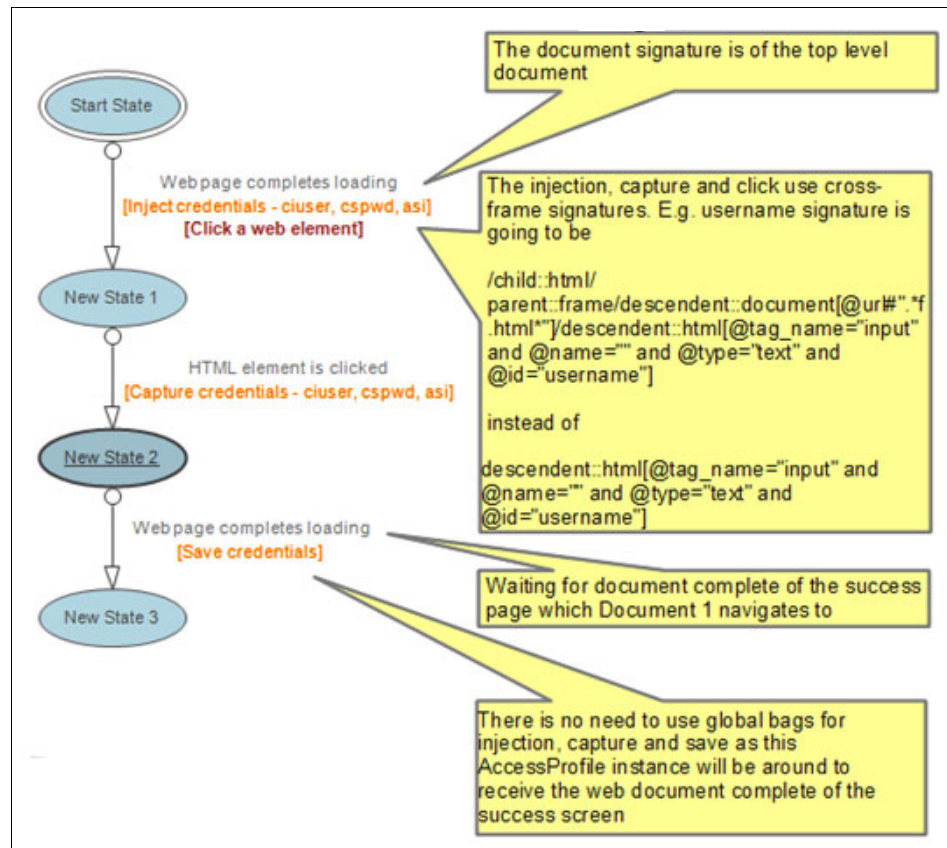 The document signature is of the top level
document
Start State
Web page completes loading
[Inject credentials - ciuser, cspwd, asi]
[Click a web element]
The injection, capture and click use cross-
frame signatures. E.g. username signature is
going to be
/child::html/
parent::frame/descendent::document[@url#".*f
.html*"]/descendent::html[@tag_name="input"
and @name="" and @type="text" and
@id="username"]
instead of
descendent::html[@tag_name="input" and
@name="" and @type="text" and
@id="username"]
New State 1
HTML element is clicked
[Capture credentials - ciuser, cspwd, asi]
New State 2
Web page completes loading
[Save credentials]
Waiting for document complete of the success
page which Document 1 navigates to
New State 3
There is no need to use global bags for
injection, capture and save as this
AccessProfile instance will be around to
receive the web document complete of the
success screen